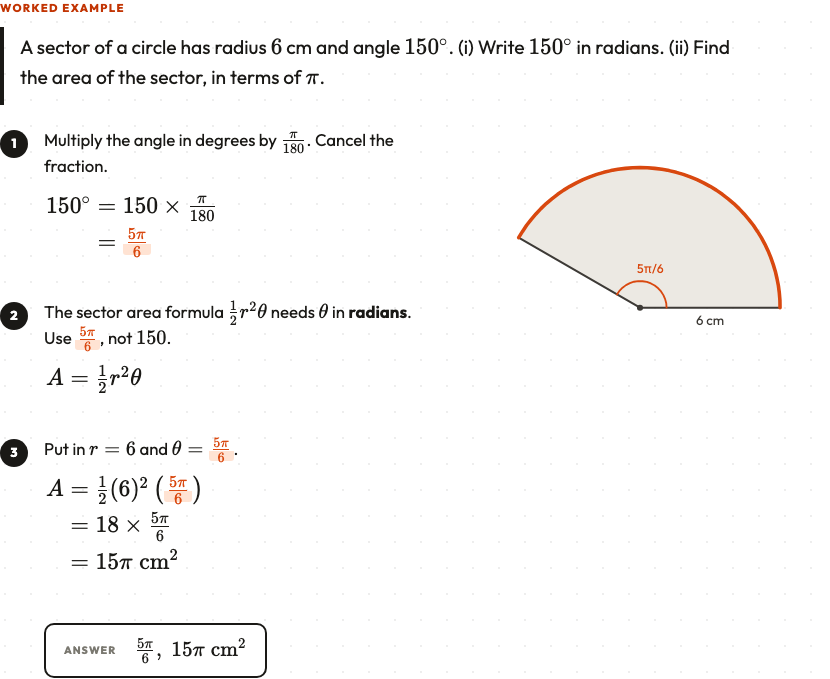 WORKED EXAMPLE
A sector of a circle has radius 6 cm and angle 150°. (i) Write 150° in radians. (ii) Find
the area of the sector, in terms of π.
1 Multiply the angle in degrees by π/180. Cancel the
fraction.
150° = 150 × π/180
= 5π/6
5π/6
6 cm
2 The sector area formula 1/2 r²θ needs θ in radians.
Use 5π/6, not 150.
A = 1/2 r²θ
3 Put in r = 6 and θ = 5π/6.
A = 1/2 (6)² (5π/6)
= 18 × 5π/6
= 15π cm²
ANSWER 5π/6, 15π cm²